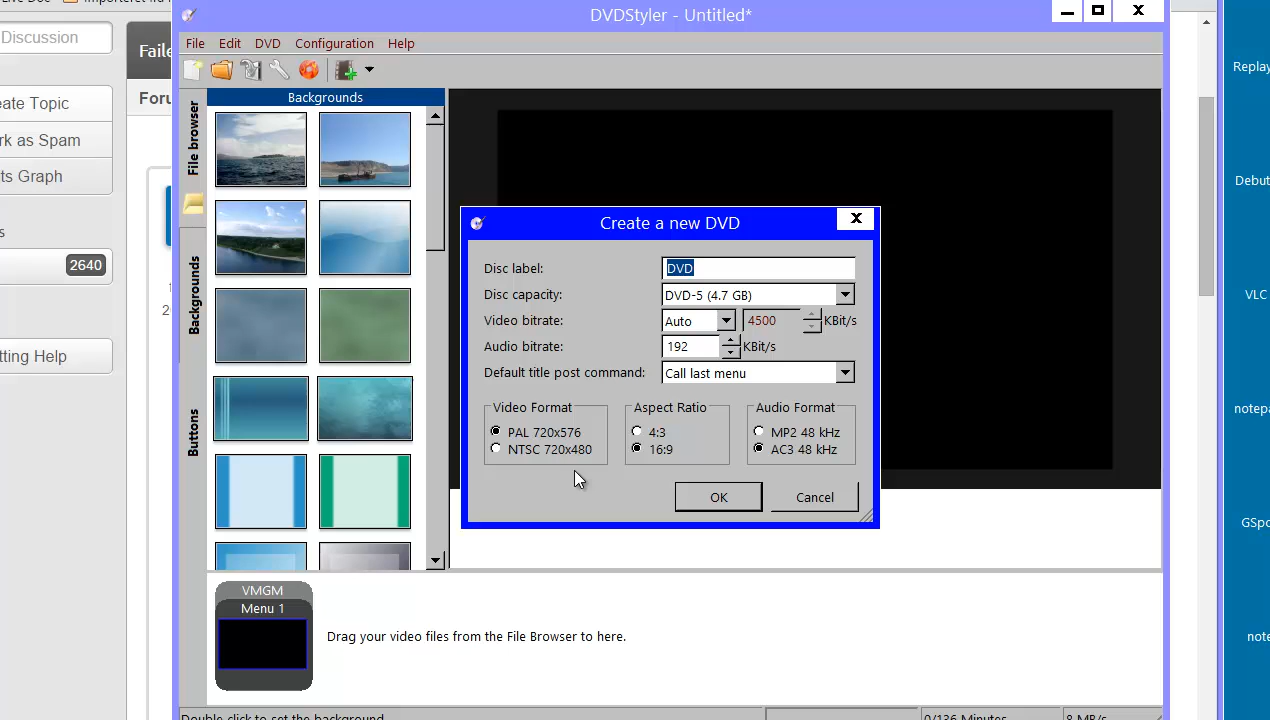 ive Doc
Importeret fra
Discussion
eate Topic
rk as Spam
ts Graph
s
2640
tting Help
Faile
Foru
2
DVDStyler - Untitled*
File Edit DVD Configuration Help
File browser
Backgrounds
Buttons
Backgrounds
Create a new DVD
Disc label: DVD
Disc capacity: DVD-5 (4.7 GB)
Video bitrate: Auto 4500 KBit/s
Audio bitrate: 192 KBit/s
Default title post command: Call last menu
Video Format Aspect Ratio Audio Format
PAL 720x576 4:3 MP2 48 kHz
NTSC 720x480 16:9 AC3 48 kHz
OK Cancel
VMGM
Menu 1
Drag your video files from the File Browser to here.
Double click to set the background 0/136 Minutes 8 MB/s
Replay
Debut
VLC
notepa
GSpo
note